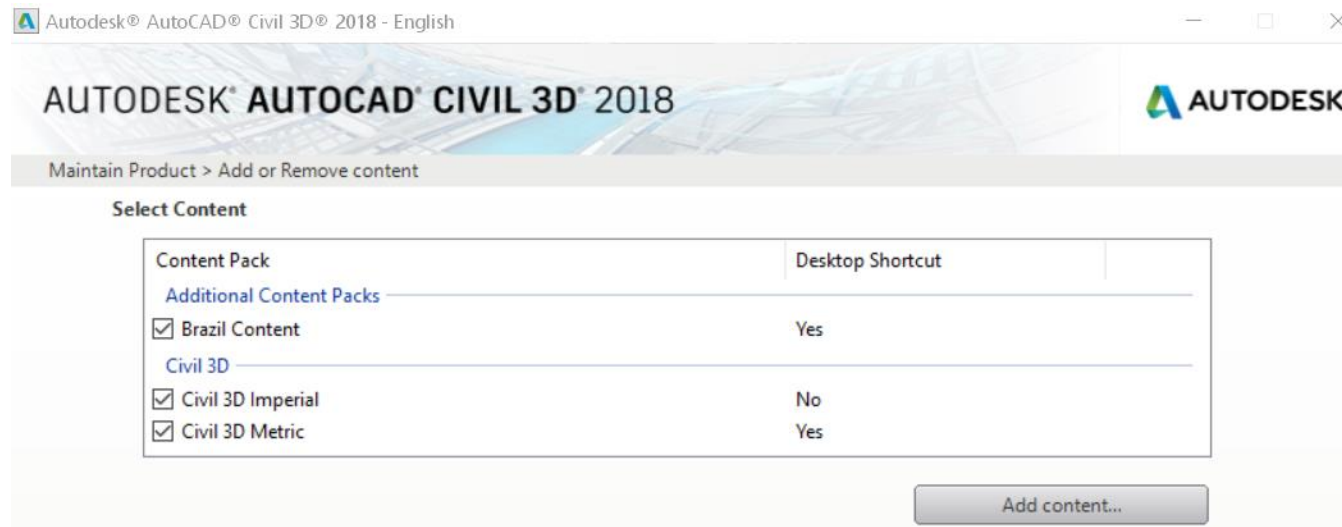 Autodesk® AutoCAD® Civil 3D® 2018 - English
AUTODESK® AUTOCAD® CIVIL 3D® 2018
AUTODESK
Maintain Product > Add or Remove content
Select Content
Content Pack Desktop Shortcut
Additional Content Packs
Brazil Content Yes
Civil 3D
Civil 3D Imperial No
Civil 3D Metric Yes
Add content...